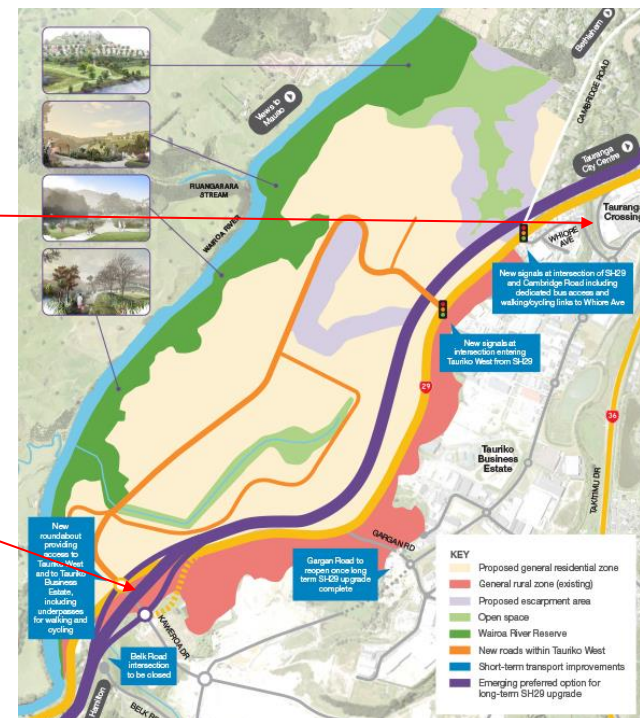 Views to
Mauao
Bethlehem
CAMBRIDGE ROAD
Tauranga
City Centre
RUANGARARA
STREAM
WAIROA RIVER
Tauranga
Crossing
WHIORE
AVE
New signals at intersection of SH29
and Cambridge Road including
dedicated bus access and
walking/cycling links to Whiore Ave
New signals at
intersection entering
Tauriko West from SH29
29
36
Tauriko
Business
Estate
TAKITIMU DR
New
roundabout
providing
access to
Tauriko West
and to Tauriko
Business
Estate,
including
underpasses
for walking and
cycling
GARGAN RD
Gargan Road to
reopen once long
term SH29 upgrade
complete
KAWEROA DR
Belk Road
intersection
to be closed
Hamilton
BELK
KEY
Proposed general residential zone
General rural zone (existing)
Proposed escarpment area
Open space
Wairoa River Reserve
New roads within Tauriko West
Short-term transport improvements
Emerging preferred option for
long-term SH29 upgrade